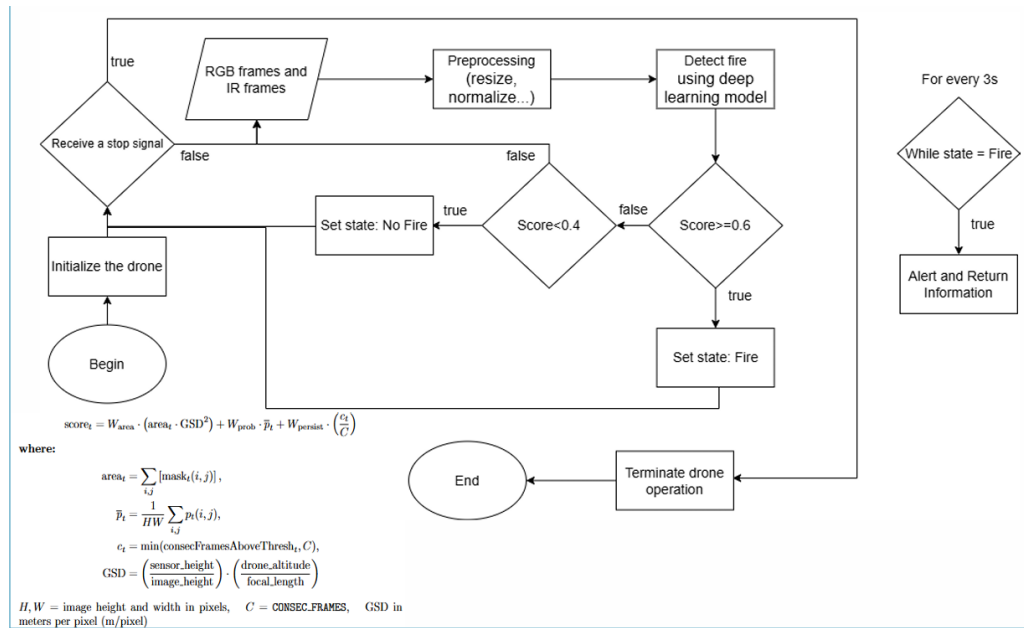 true
RGB frames and
IR frames
Preprocessing
(resize,
normalize...)
Detect fire
using deep
learning model
For every 3s
Receive a stop signal
false
false
While state = Fire
true
Set state: No Fire
true
Score<0.4
false
Score>=0.6
true
Alert and Return
Information
Initialize the drone
Begin
Set state: Fire
score_t = W_area · (area_t · GSD²) + W_prob · p̄_t + W_persist · (c_t/C)
where:
area_t = ∑_{i,j} [mask_t(i, j)],
p̄_t = 1/HW ∑_{i,j} p_t(i, j),
c_t = min(consecFramesAboveThresh_t, C),
GSD = (sensor_height/image_height) · (drone_altitude/focal_length)
H, W = image height and width in pixels, C = CONSEC_FRAMES, GSD in
meters per pixel (m/pixel)
End
Terminate drone
operation